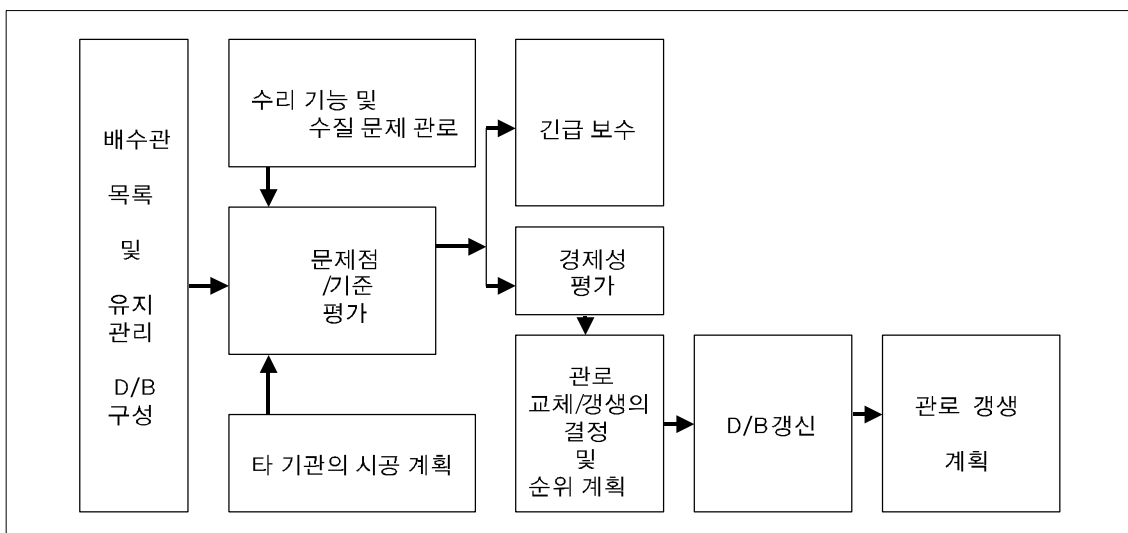 배수관
목록
및
유지
관리
D/B
구성
수리 기능 및
수질 문제 관로
문제점
/기준
평가
타 기관의 시공 계획
긴급 보수
경제성
평가
관로
교체/갱생의
결정
및
순위 계획
D/B갱신
관로 갱생
계획